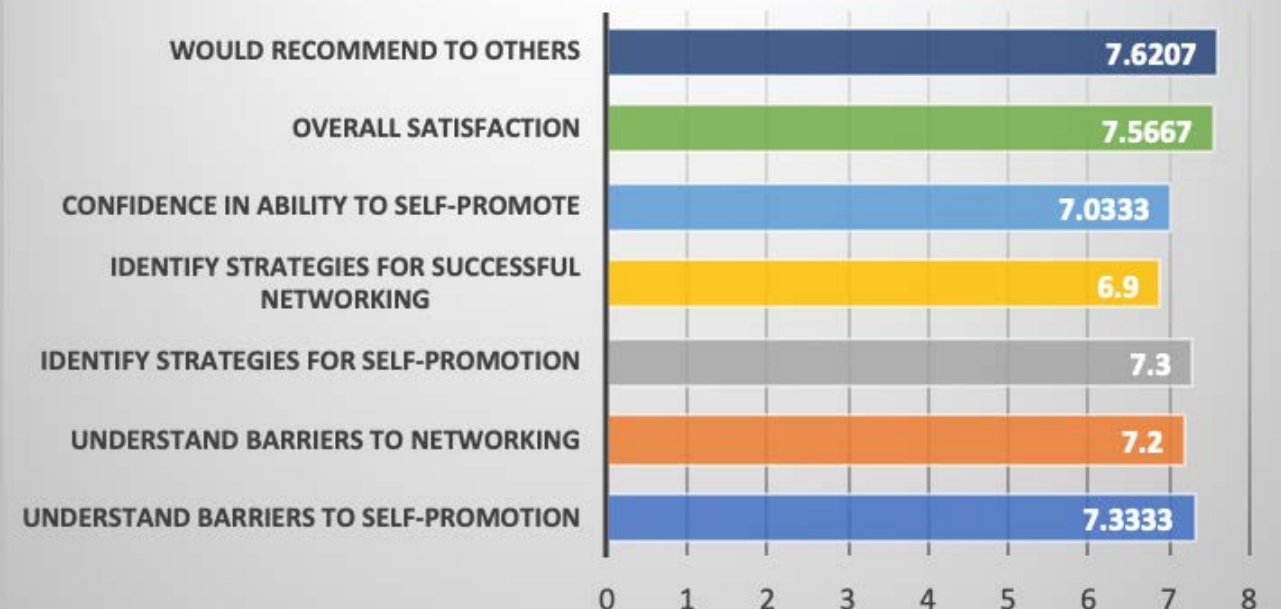 WOULD RECOMMEND TO OTHERS
7.6207
OVERALL SATISFACTION
7.5667
CONFIDENCE IN ABILITY TO SELF-PROMOTE
7.0333
IDENTIFY STRATEGIES FOR SUCCESSFUL
NETWORKING
6.9
IDENTIFY STRATEGIES FOR SELF-PROMOTION
7.3
UNDERSTAND BARRIERS TO NETWORKING
7.2
UNDERSTAND BARRIERS TO SELF-PROMOTION
7.3333
0 1 2 3 4 5 6 7 8